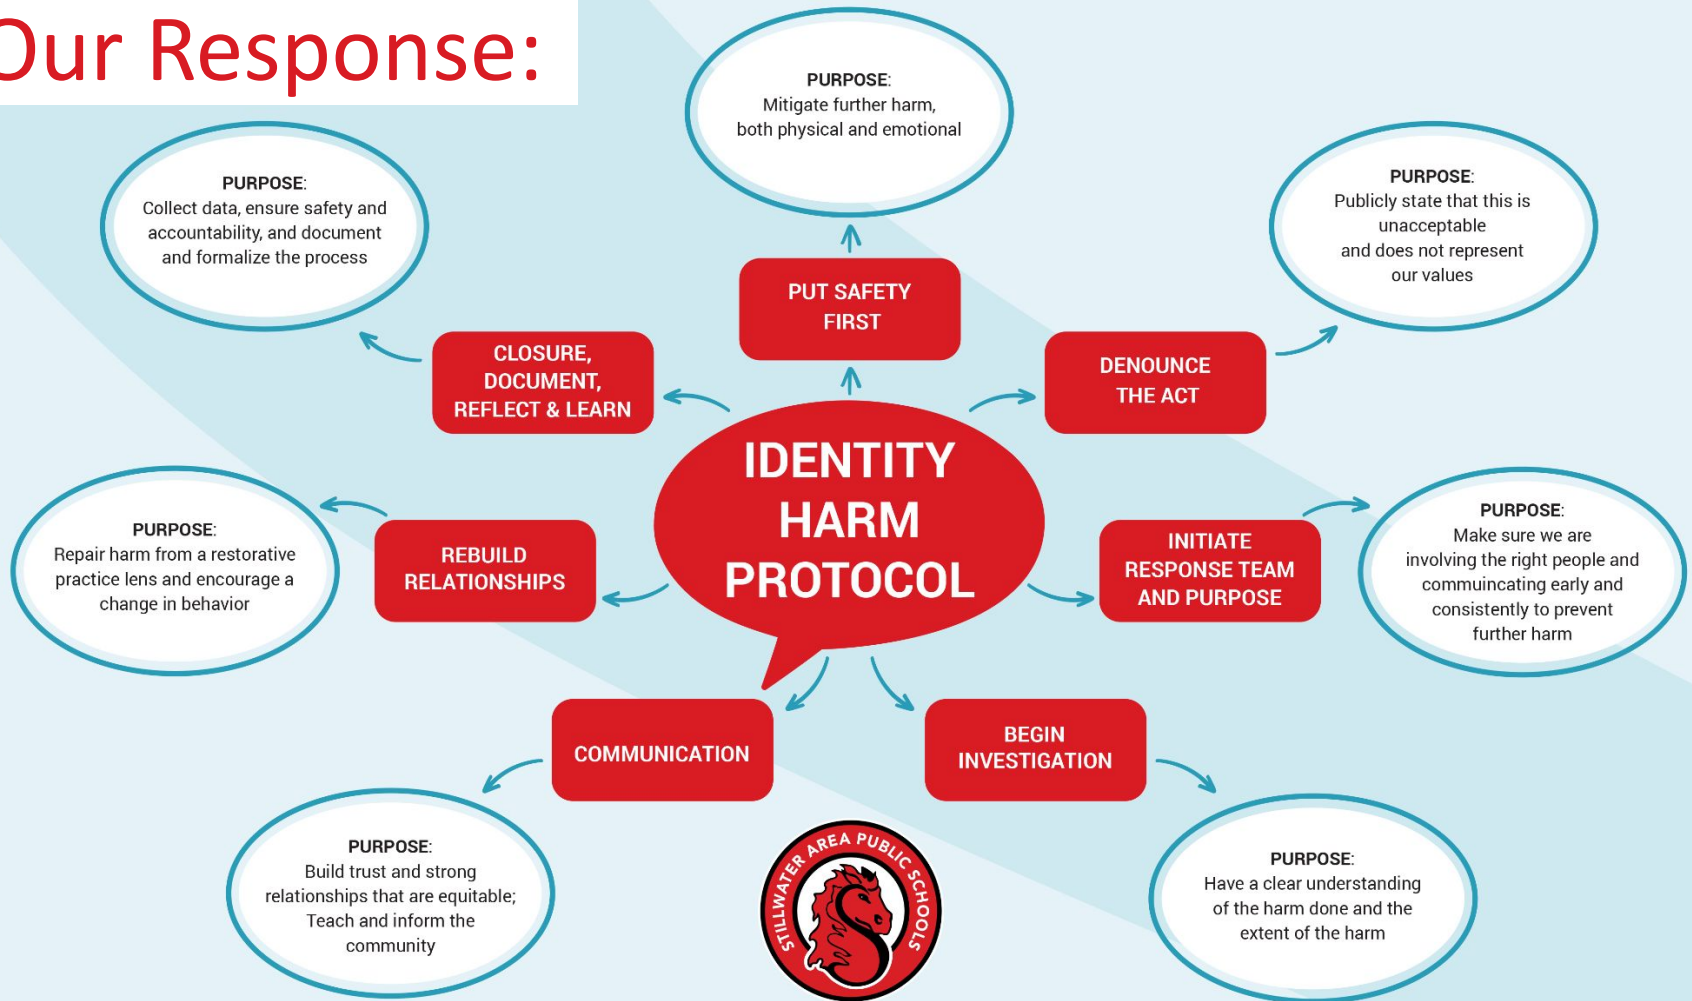 Our Response:
PURPOSE:
Mitigate further harm,
both physical and emotional
PUT SAFETY
FIRST
PURPOSE:
Publicly state that this is
unacceptable
and does not represent
our values
DENOUNCE
THE ACT
PURPOSE:
Make sure we are
involving the right people and
commuincating early and
consistently to prevent
further harm
INITIATE
RESPONSE TEAM
AND PURPOSE
PURPOSE:
Have a clear understanding
of the harm done and the
extent of the harm
BEGIN
INVESTIGATION
COMMUNICATION
PURPOSE:
Build trust and strong
relationships that are equitable;
Teach and inform the
community
REBUILD
RELATIONSHIPS
PURPOSE:
Repair harm from a restorative
practice lens and encourage a
change in behavior
CLOSURE,
DOCUMENT,
REFLECT & LEARN
PURPOSE:
Collect data, ensure safety and
accountability, and document
and formalize the process
IDENTITY
HARM
PROTOCOL
STILLWATER AREA PUBLIC SCHOOLS